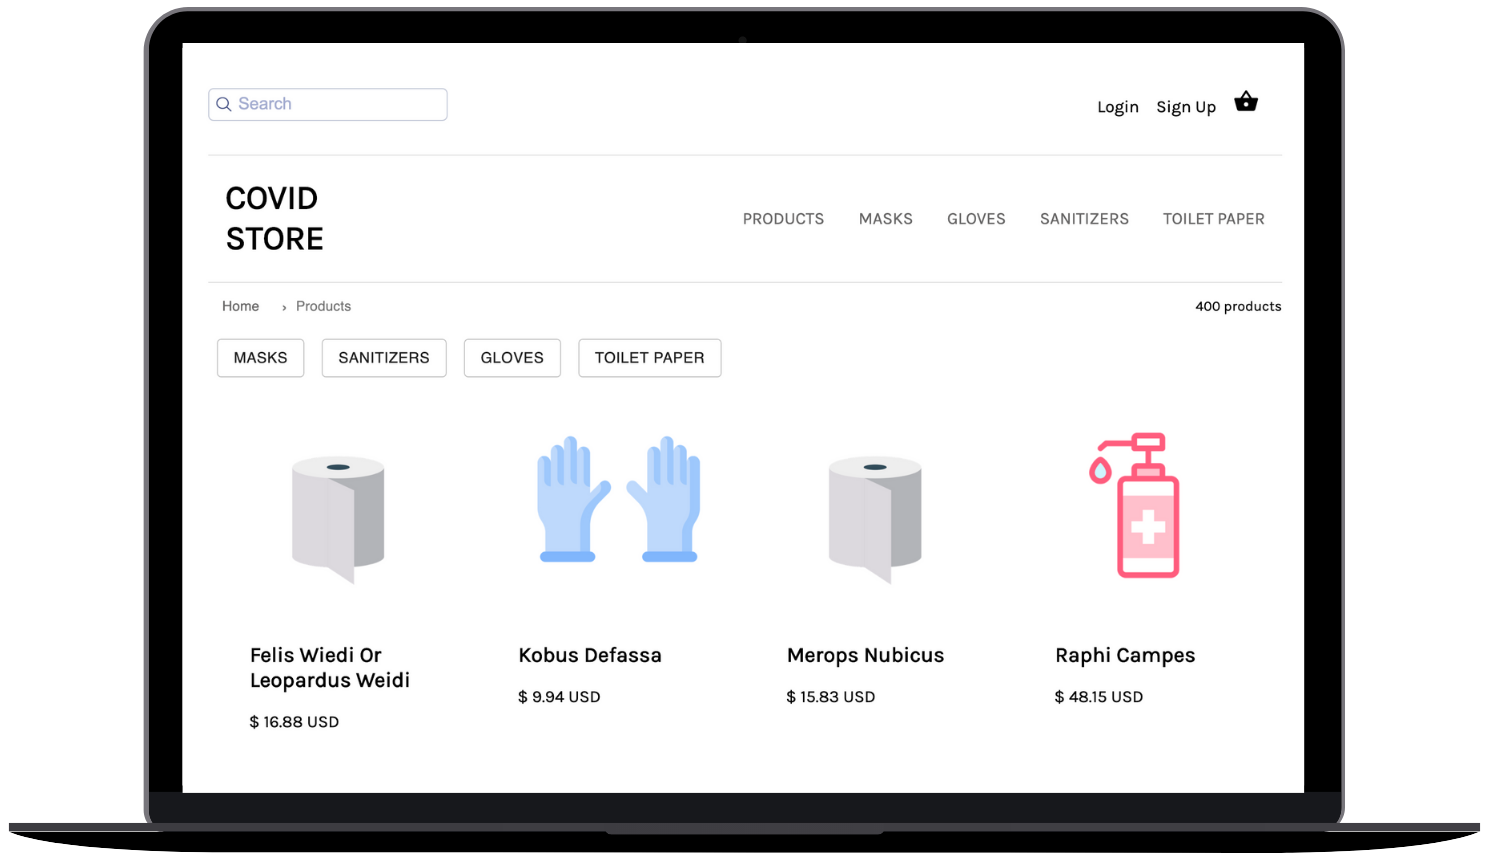 Search
Login Sign Up
COVID
STORE
PRODUCTS MASKS GLOVES SANITIZERS TOILET PAPER
Home › Products
400 products
MASKS SANITIZERS GLOVES TOILET PAPER
Felis Wiedi Or
Leopardus Weidi
$ 16.88 USD
Kobus Defassa
$ 9.94 USD
Merops Nubicus
$ 15.83 USD
Raphi Campes
$ 48.15 USD